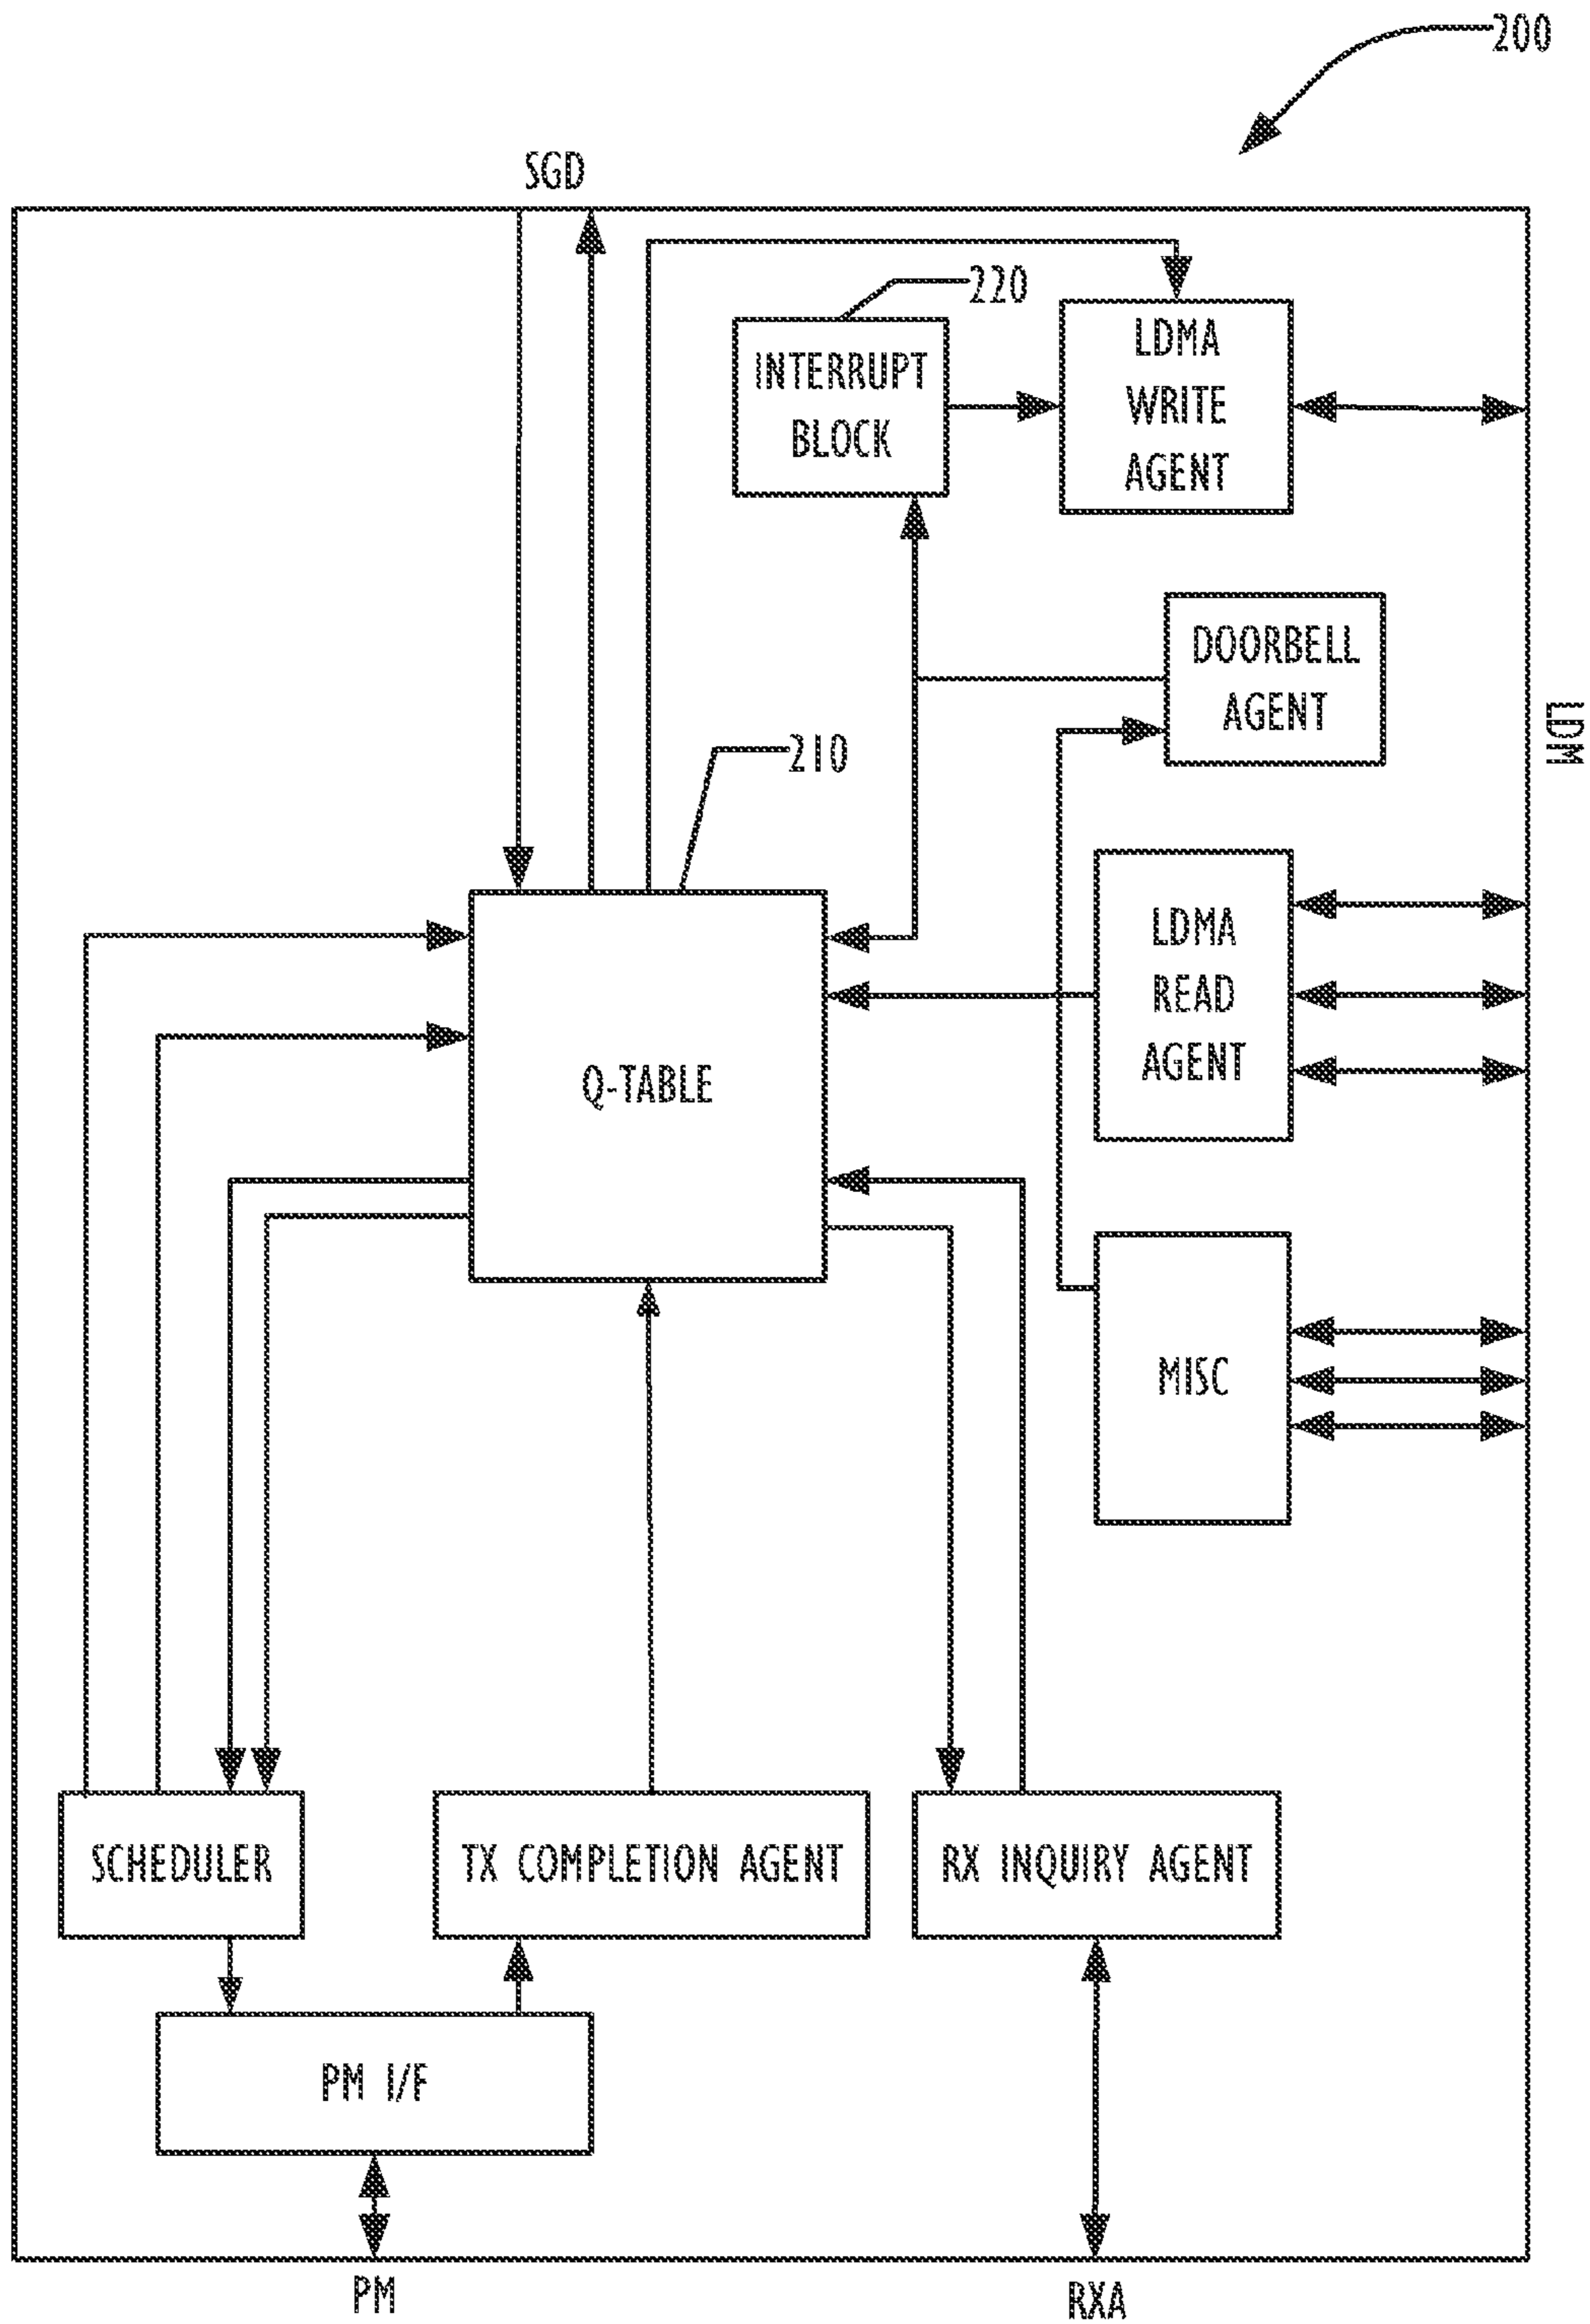 200
SGD
220
INTERRUPT
BLOCK
LDMA
WRITE
AGENT
DOORBELL
AGENT
LDM
210
LDMA
READ
AGENT
Q-TABLE
MISC
SCHEDULER
TX COMPLETION AGENT
RX INQUIRY AGENT
PM I/F
PM
RXA